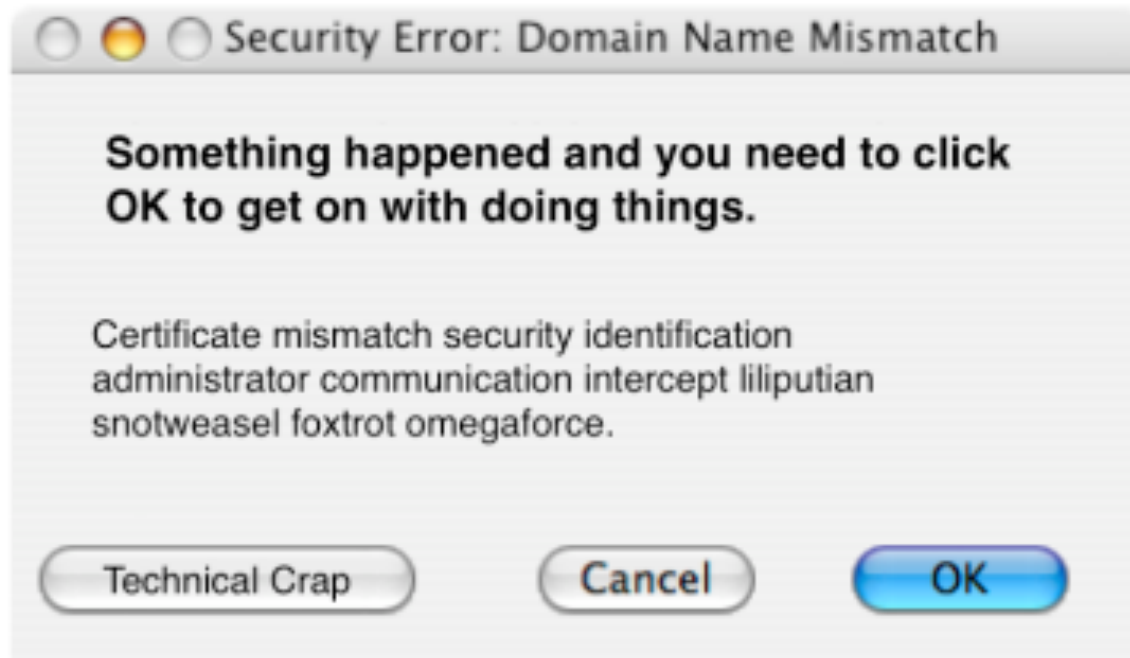 Security Error: Domain Name Mismatch
Something happened and you need to click
OK to get on with doing things.
Certificate mismatch security identification
administrator communication intercept liliputian
snotweasel foxtrot omegaforce.
Technical Crap Cancel OK